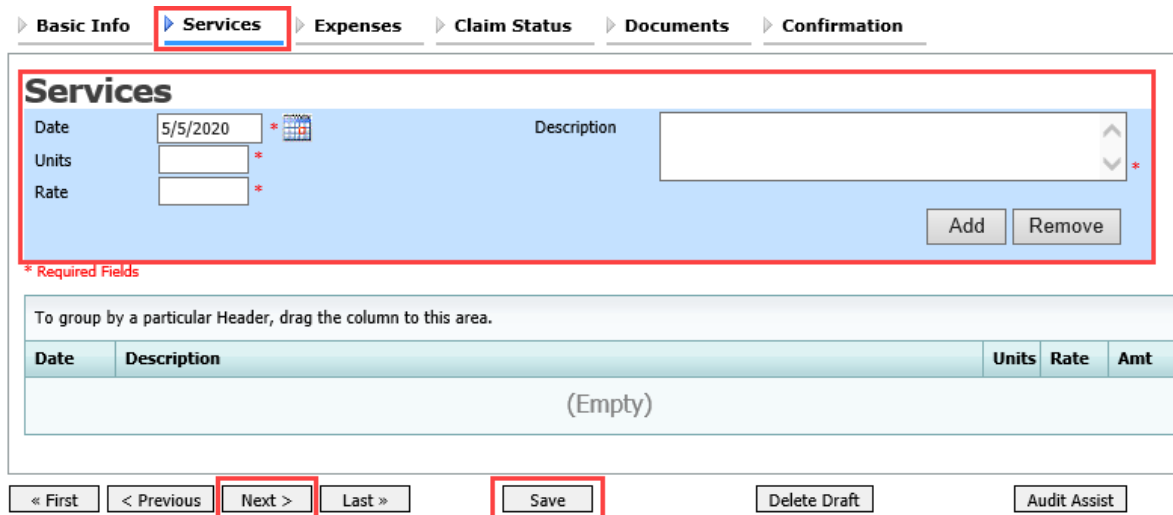 Basic Info Services Expenses Claim Status Documents Confirmation
Services
Date 5/5/2020 * Description
Units *
*
Rate *
Add Remove
* Required Fields
To group by a particular Header, drag the column to this area.
Date Description Units Rate Amt
(Empty)
« First < Previous Next > Last » Save Delete Draft Audit Assist